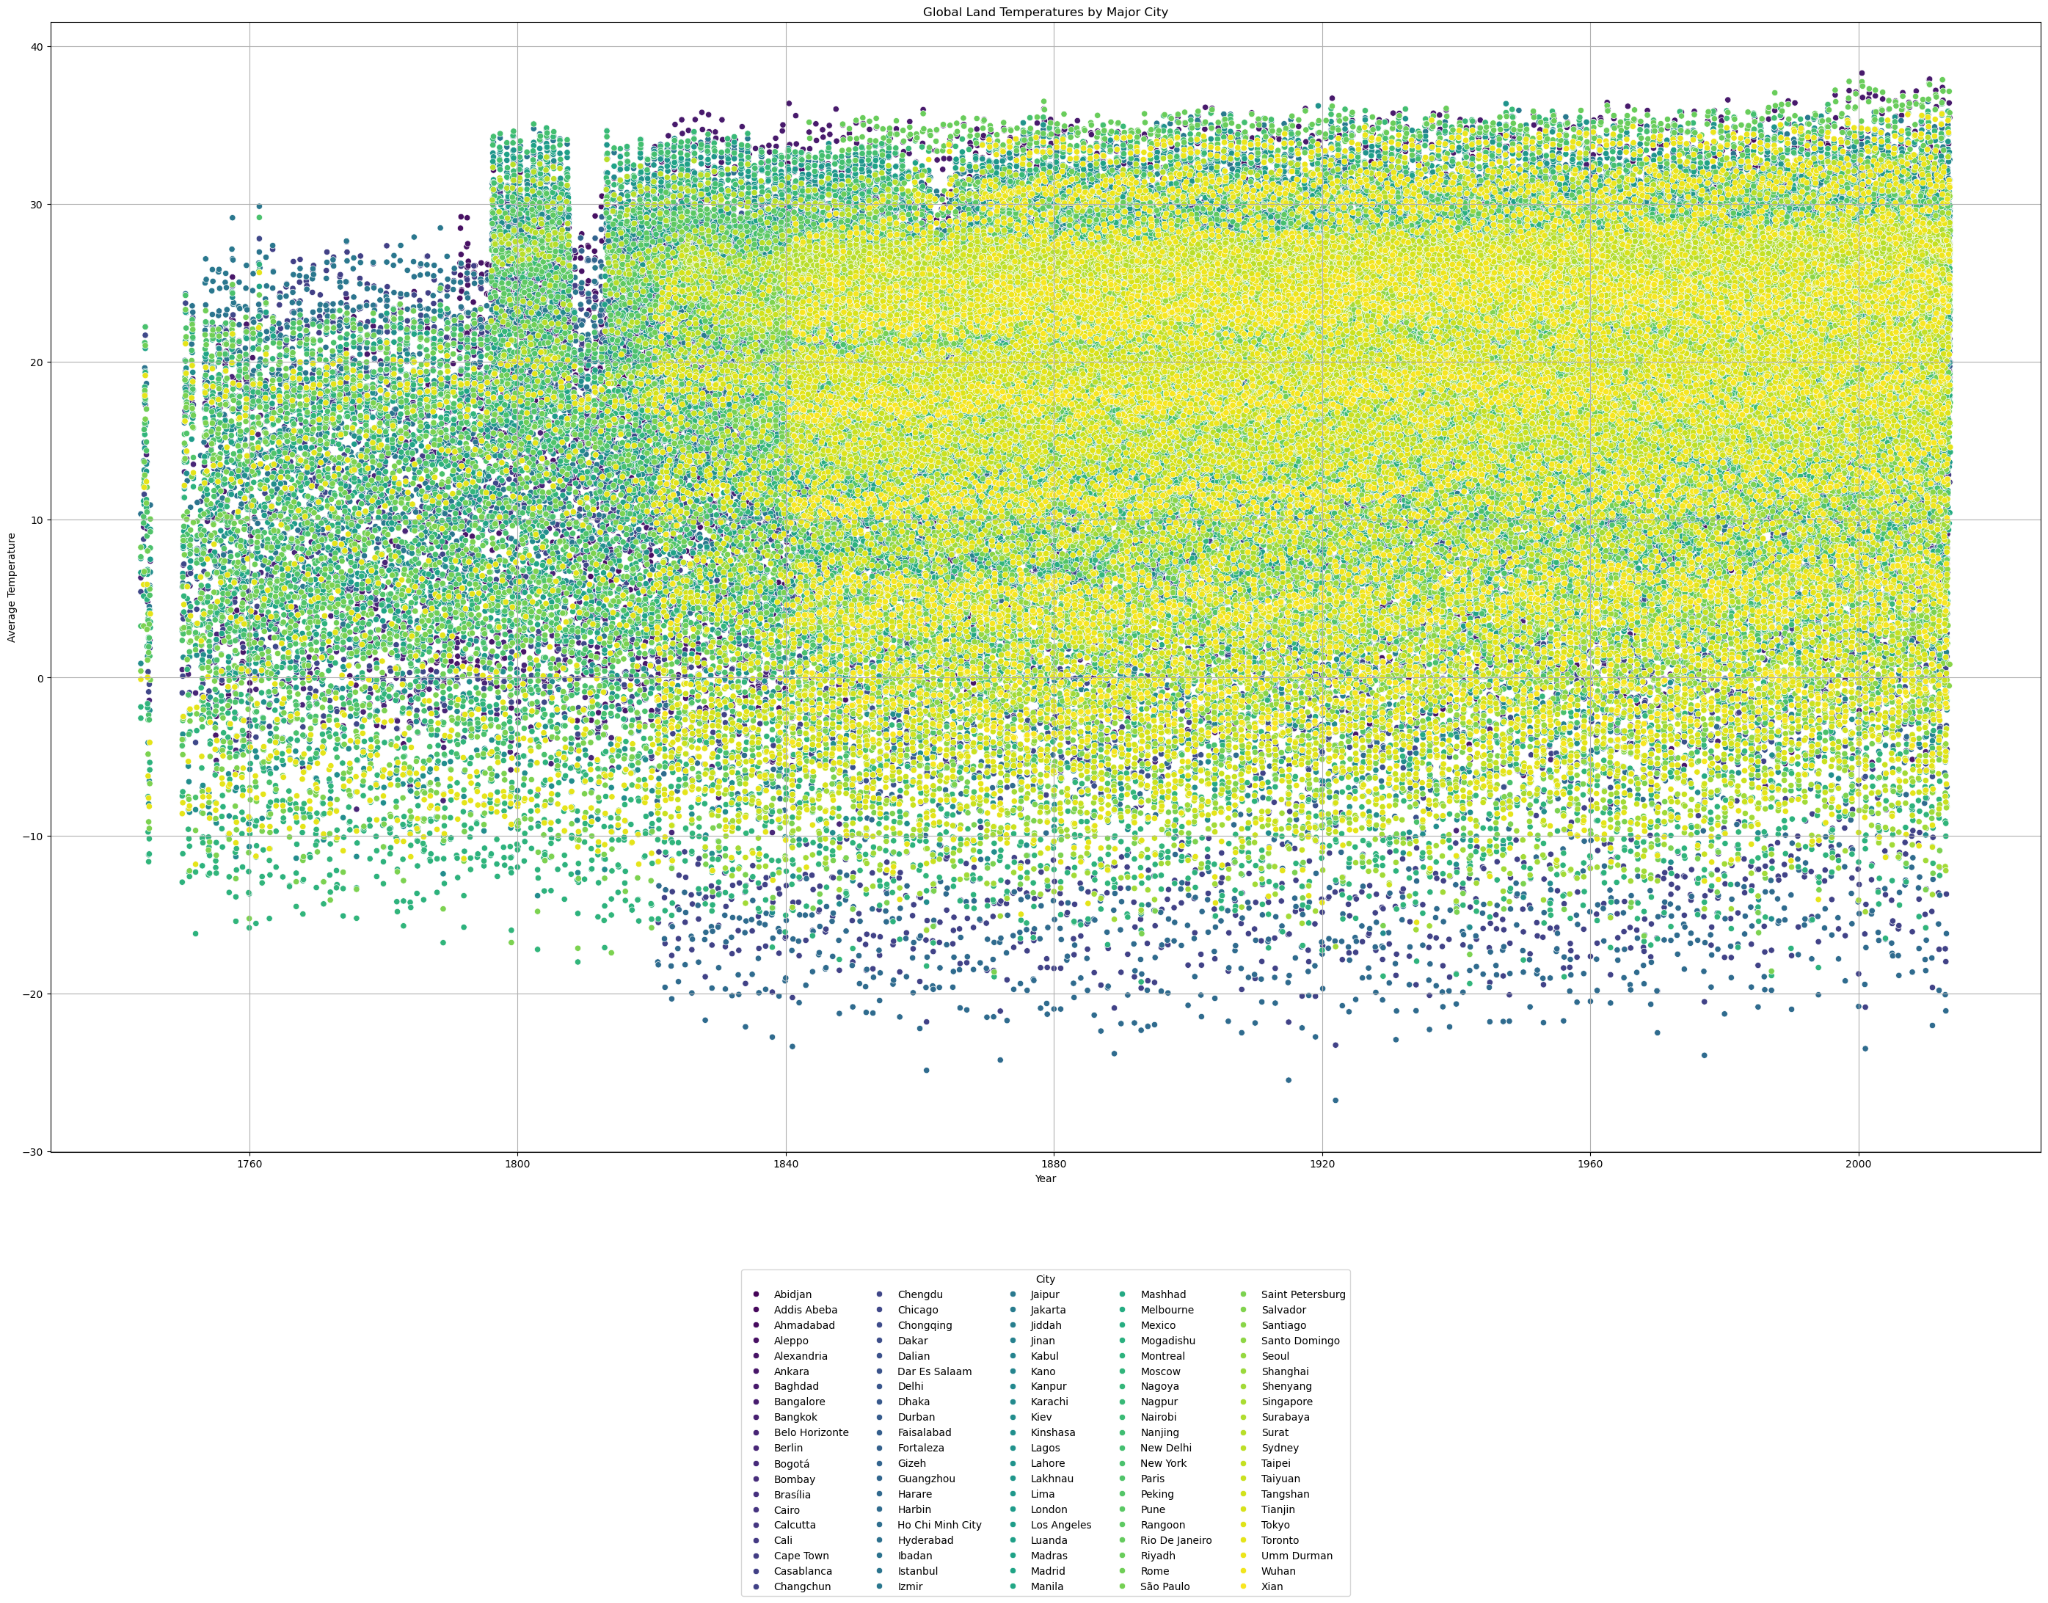 Global Land Temperatures by Major City
40
30
20
10
0
−10
−20
−30
Average Temperature
1760
1800
1840
1880
1920
1960
2000
Year
City
Abidjan
Addis Abeba
Ahmadabad
Aleppo
Alexandria
Ankara
Baghdad
Bangalore
Bangkok
Belo Horizonte
Berlin
Bogotá
Bombay
Brasília
Cairo
Calcutta
Cali
Cape Town
Casablanca
Changchun
Chengdu
Chicago
Chongqing
Dakar
Dalian
Dar Es Salaam
Delhi
Dhaka
Durban
Faisalabad
Fortaleza
Gizeh
Guangzhou
Harare
Harbin
Ho Chi Minh City
Hyderabad
Ibadan
Istanbul
Izmir
Jaipur
Jakarta
Jiddah
Jinan
Kabul
Kano
Kanpur
Karachi
Kiev
Kinshasa
Lagos
Lahore
Lakhnau
Lima
London
Los Angeles
Luanda
Madras
Madrid
Manila
Mashhad
Melbourne
Mexico
Mogadishu
Montreal
Moscow
Nagoya
Nagpur
Nairobi
Nanjing
New Delhi
New York
Paris
Peking
Pune
Rangoon
Rio De Janeiro
Riyadh
Rome
São Paulo
Saint Petersburg
Salvador
Santiago
Santo Domingo
Seoul
Shanghai
Shenyang
Singapore
Surabaya
Surat
Sydney
Taipei
Taiyuan
Tangshan
Tianjin
Tokyo
Toronto
Umm Durman
Wuhan
Xian